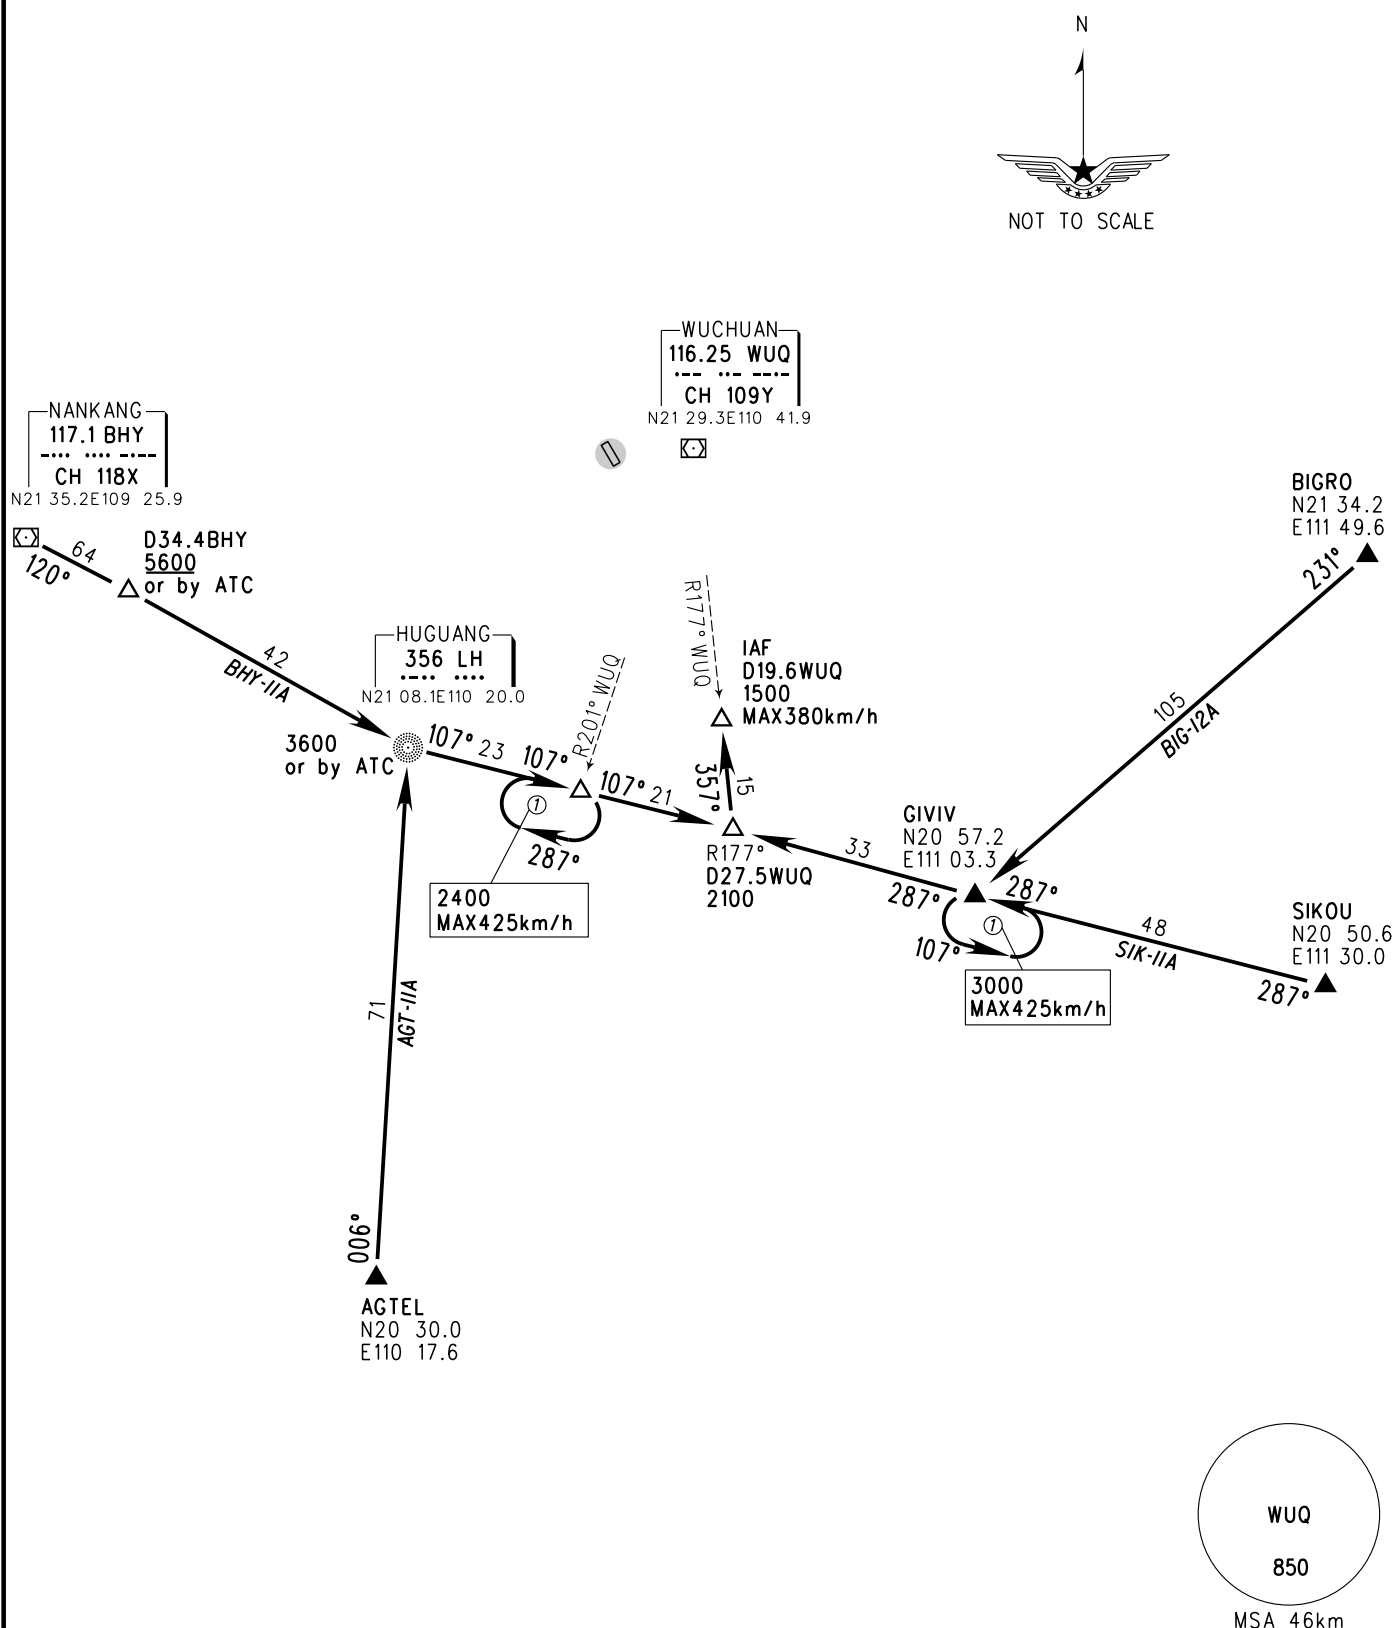 N
NOT TO SCALE
WUCHUAN
116.25 WUQ
CH 109Y
N21 29.3E110 41.9
NANKANG
117.1 BHY
CH 118X
N21 35.2E109 25.9
120°
64
D34.4BHY
5600
or by ATC
42
BHY-11A
HUGUANG
356 LH
N21 08.1E110 20.0
3600
or by ATC
107°
23
107°
R201° WUQ
1
287°
2400
MAX425km/h
107°
21
R177° WUQ
IAF
D19.6WUQ
1500
MAX380km/h
357°
15
R177°
D27.5WUQ
2100
BIGRO
N21 34.2
E111 49.6
231°
105
BIG-12A
GIVIV
N20 57.2
E111 03.3
33
287°
287°
1
107°
3000
MAX425km/h
48
SIK-11A
SIKOU
N20 50.6
E111 30.0
287°
71
AGT-11A
006°
AGTEL
N20 30.0
E110 17.6
WUQ
850
MSA 46km